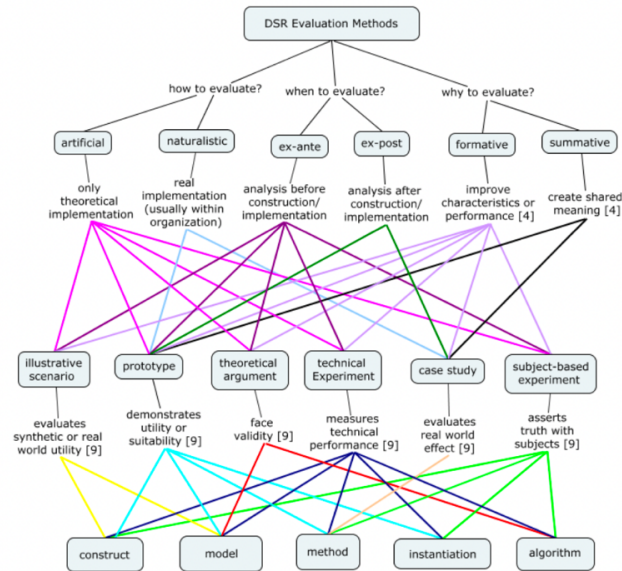 DSR Evaluation Methods
how to evaluate?
when to evaluate?
why to evaluate?
artificial
naturalistic
ex-ante
ex-post
formative
summative
only
theoretical
implementation
real
implementation
(usually within
organization)
analysis before
construction/
implementation
analysis after
construction/
implementation
improve
characteristics or
performance [4]
create shared
meaning [4]
illustrative
scenario
prototype
theoretical
argument
technical
Experiment
case study
subject-based
experiment
evaluates
synthetic or real
world utility [9]
demonstrates
utility or
suitability [9]
face
validity [9]
measures
technical
performance [9]
evaluates
real world
effect [9]
asserts
truth with
subjects [9]
construct
model
method
instantiation
algorithm